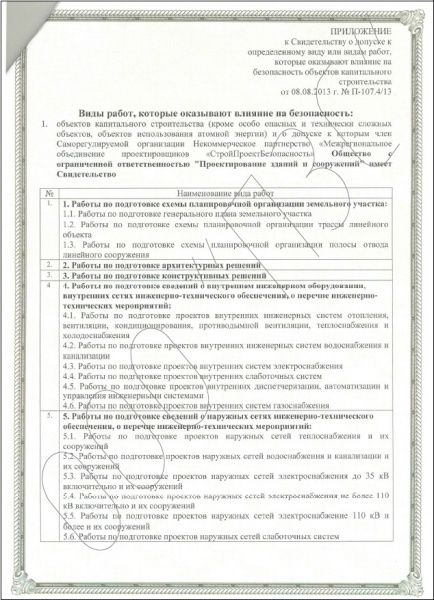 ПРИЛОЖЕНИЕ
к Свидетельству о допуске к
определенному виду или видам работ,
которые оказывают влияние на
безопасность объектов капитального
строительства
от 08.08.2013 г. № П-107.4/13
Виды работ, которые оказывают влияние на безопасность:
1. объектов капитального строительства (кроме особо опасных и технически сложных
объектов, объектов использования атомной энергии) и о допуске к которым член
Саморегулируемой организации Некоммерческое партнерство «Межрегиональное
объединение проектировщиков «СтройПроектБезопасность» Общество с
ограниченной ответственностью "Проектирование зданий и сооружений" имеет
Свидетельство
№ Наименование вида работ
1. 1. Работы по подготовке схемы планировочной организации земельного участка:
1.1. Работы по подготовке генерального плана земельного участка
1.2. Работы по подготовке схемы планировочной организации трассы линейного
объекта
1.3. Работы по подготовке схемы планировочной организации полосы отвода
линейного сооружения
2. 2. Работы по подготовке архитектурных решений
3. 3. Работы по подготовке конструктивных решений
4. 4. Работы по подготовке сведений о внутреннем инженерном оборудовании,
внутренних сетях инженерно-технического обеспечения, о перечне инженерно-
технических мероприятий:
4.1. Работы по подготовке проектов внутренних инженерных систем отопления,
вентиляции, кондиционирования, противодымной вентиляции, теплоснабжения и
холодоснабжения
4.2. Работы по подготовке проектов внутренних инженерных систем водоснабжения и
канализации
4.3. Работы по подготовке проектов внутренних систем электроснабжения
4.4. Работы по подготовке проектов внутренних слаботочных систем
4.5. Работы по подготовке проектов внутренних диспетчеризации, автоматизации и
управления инженерными системами
4.6. Работы по подготовке проектов внутренних систем газоснабжения
5. 5. Работы по подготовке сведений о наружных сетях инженерно-технического
обеспечения, о перечне инженерно-технических мероприятий:
5.1. Работы по подготовке проектов наружных сетей теплоснабжения и их
сооружений
5.2. Работы по подготовке проектов наружных сетей водоснабжения и канализации и
их сооружений
5.3. Работы по подготовке проектов наружных сетей электроснабжения до 35 кВ
включительно и их сооружений
5.4. Работы по подготовке проектов наружных сетей электроснабжения не более 110
кВ включительно и их сооружений
5.5. Работы по подготовке проектов наружных сетей электроснабжения 110 кВ и
более и их сооружений
5.6. Работы по подготовке проектов наружных сетей слаботочных систем